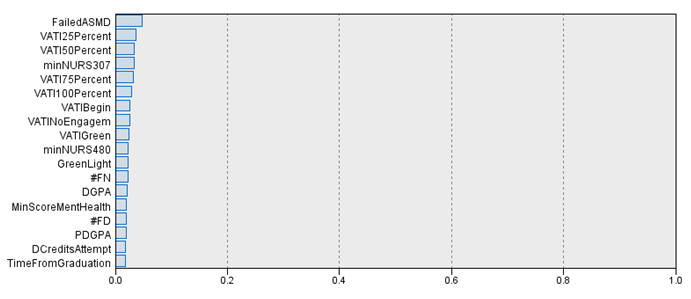 FailedASMD
VATI25Percent
VATI50Percent
minNURS307
VATI75Percent
VATI100Percent
VATIBegin
VATINoEngagem
VATIGreen
minNURS480
GreenLight
#FN
DGPA
MinScoreMentHealth
#FD
PDGPA
DCreditsAttempt
TimeFromGraduation
0.0 0.2 0.4 0.6 0.8 1.0